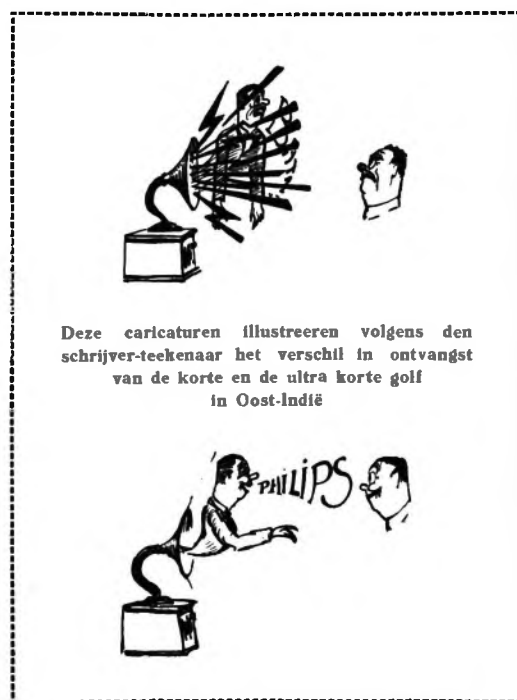 Deze caricaturen illustreeren volgens den
schrijver-teekenaar het verschil in ontvangst
van de korte en de ultra korte golf
in Oost-Indië
PHILIPS